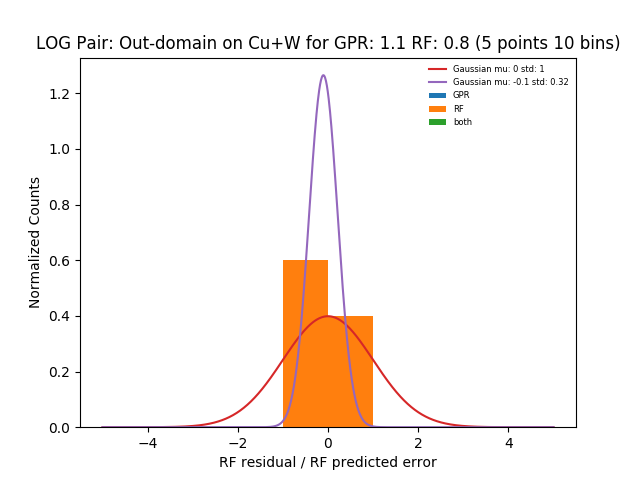 LOG Pair: Out-domain on Cu+W for GPR: 1.1 RF: 0.8 (5 points 10 bins)
Gaussian mu: 0 std: 1
Gaussian mu: -0.1 std: 0.32
GPR
RF
both
Normalized Counts
1.2
1.0
0.8
0.6
0.4
0.2
0.0
−4 −2 0 2 4
RF residual / RF predicted error